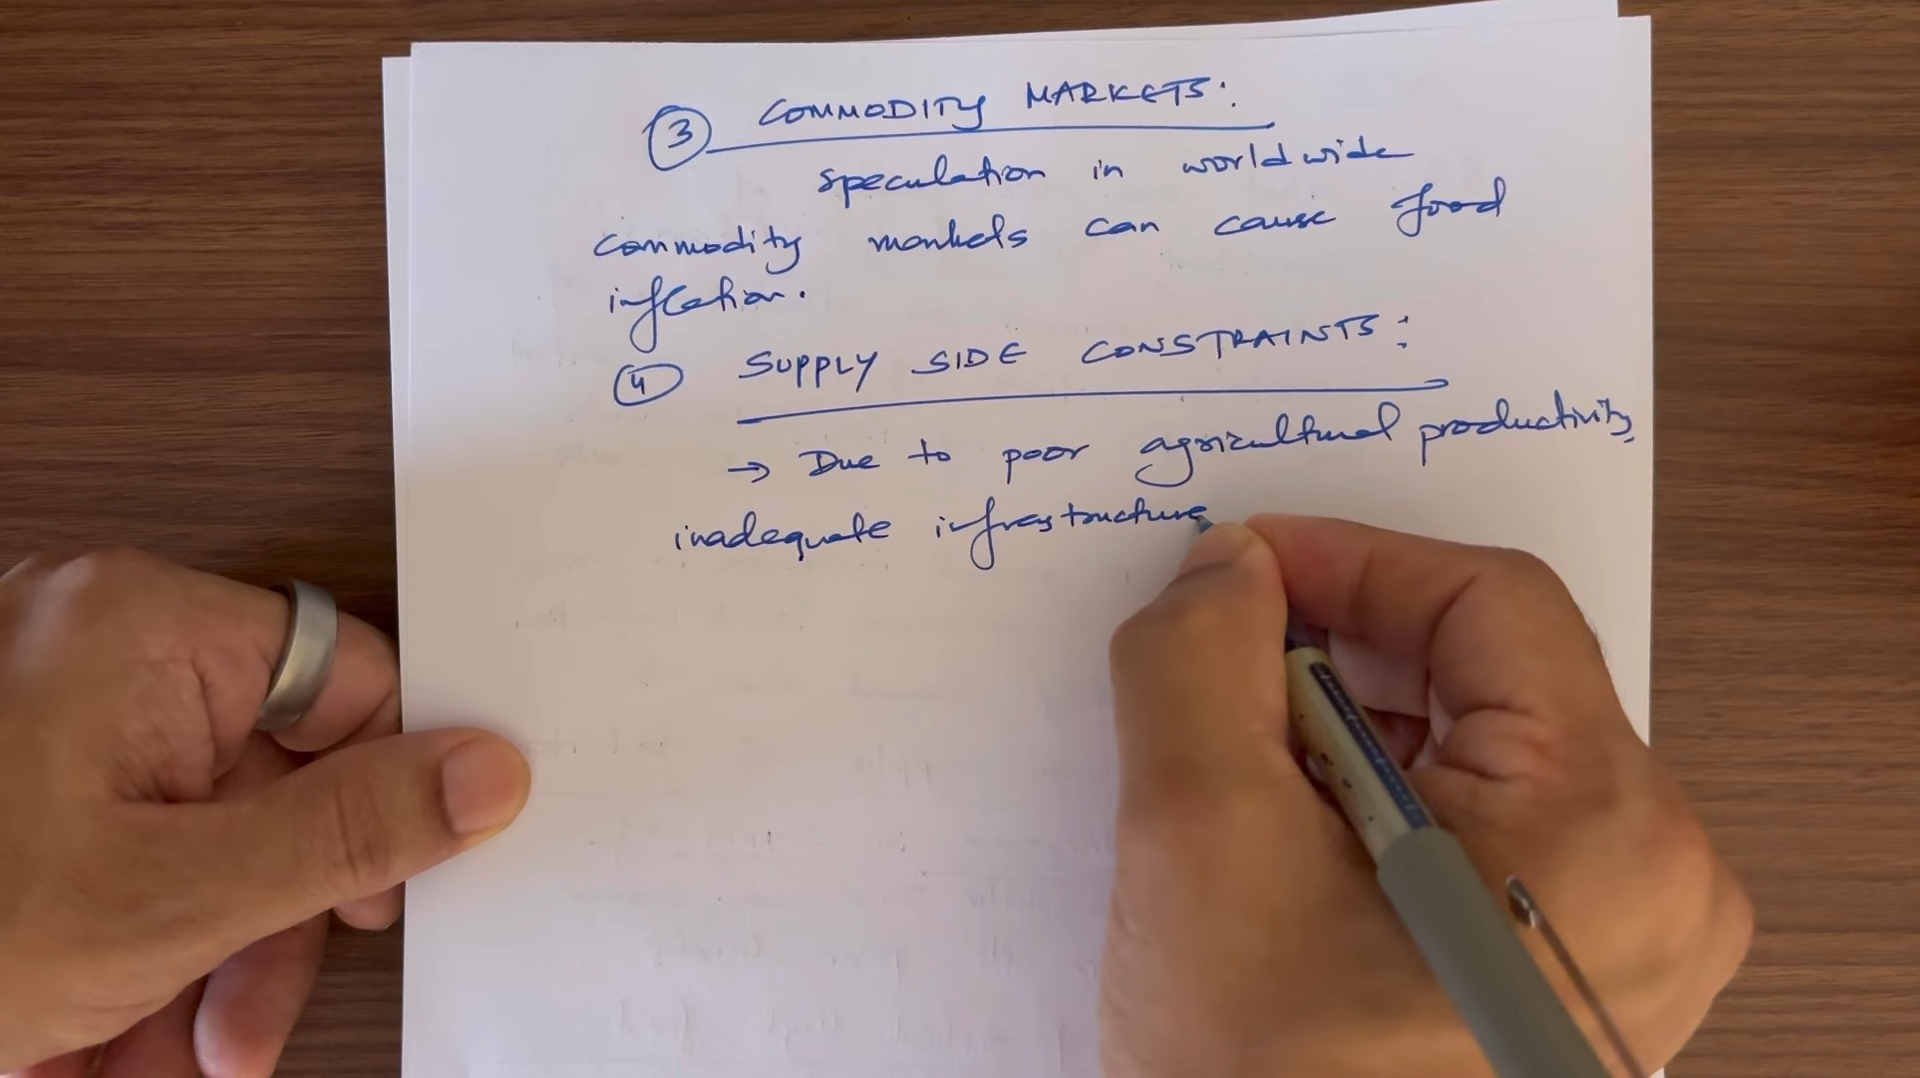 ③ COMMODITY MARKETS:
speculation in worldwide
commodity markets can cause food
inflation.
④ SUPPLY SIDE CONSTRAINTS:
→ Due to poor agricultural productivity,
inadequate infrastructure